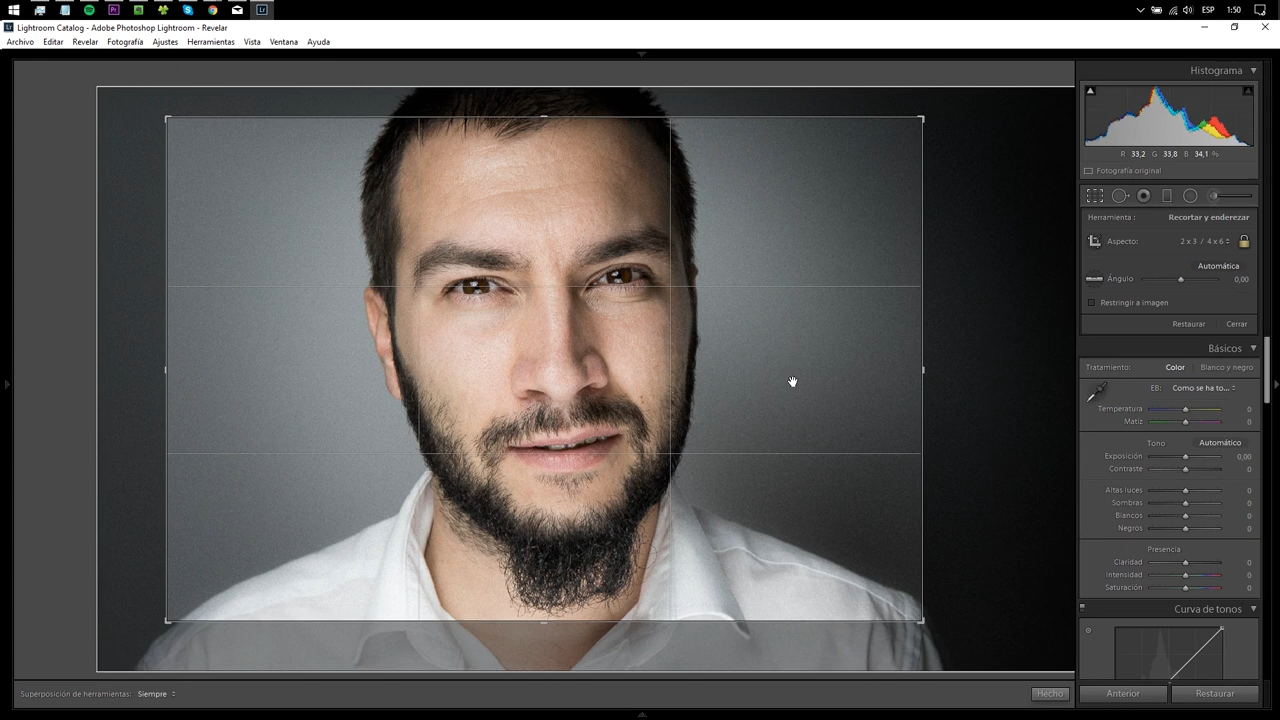 ESP 1:50
Lightroom Catalog - Adobe Photoshop Lightroom - Revelar
Archivo Editar Revelar Fotografía Ajustes Herramientas Vista Ventana Ayuda
Histograma
R 33,2 G 33,8 B 34,1 %
Fotografía original
Herramienta : Recortar y enderezar
Aspecto: 2 x 3 / 4 x 6
Automática
Ángulo 0,00
Restringir a imagen
Restaurar Cerrar
Básicos
Tratamiento: Color Blanco y negro
EB: Como se ha to...
Temperatura 0
Matiz 0
Tono Automático
Exposición 0,00
Contraste 0
Altas luces 0
Sombras 0
Blancos 0
Negros 0
Presencia
Claridad 0
Intensidad 0
Saturación 0
Curva de tonos
Superposición de herramientas: Siempre
Hecho
Anterior Restaurar